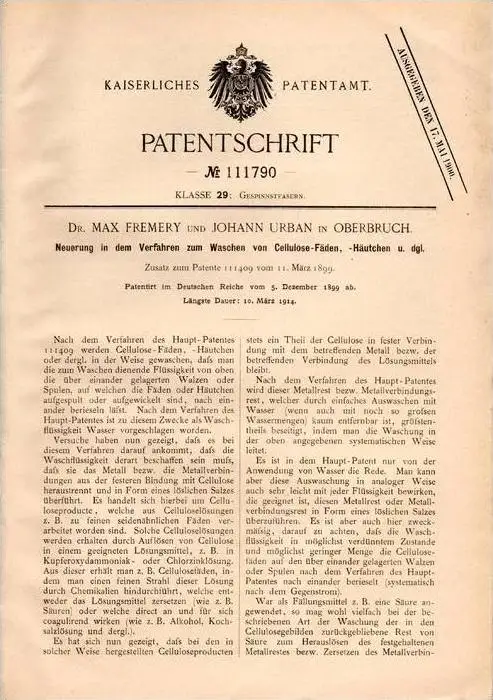 KAISERLICHES PATENTAMT.
AUSGEGEBEN DEN 17. MAI 1900.
PATENTSCHRIFT
— № 111790 —
KLASSE 29: GESPINNSTFASERN.
DR. MAX FREMERY UND JOHANN URBAN IN OBERBRUCH.
Neuerung in dem Verfahren zum Waschen von Cellulose-Fäden, -Häutchen u. dgl.
Zusatz zum Patente 111409 vom 11. März 1899.
Patentirt im Deutschen Reiche vom 5. Dezember 1899 ab.
Längste Dauer: 10. März 1914.
Nach dem Verfahren des Haupt-Patentes
111409 werden Cellulose-Fäden, -Häutchen
oder dergl. in der Weise gewaschen, daſs man
die zum Waschen dienende Flüssigkeit von oben
die über einander gelagerten Walzen oder
Spulen, auf welchen die Fäden oder Häutchen
aufgespult oder aufgewickelt sind, nach ein-
ander berieseln läſst. Nach dem Verfahren des
Haupt-Patentes ist zu diesem Zwecke als Wasch-
flüssigkeit Wasser vorgeschlagen worden.
Versuche haben nun gezeigt, daſs es bei
diesem Verfahren darauf ankommt, daſs die
Waschflüssigkeit derart beschaffen sein muſs,
daſs sie das Metall bezw. die Metallverbin-
dungen aus der festeren Bindung mit Cellulose
heraustrennt und in Form eines löslichen Salzes
überführt. Es handelt sich hierbei um Cellu-
loseproducte, welche aus Celluloselösungen
z. B. zu feinen seidenähnlichen Fäden ver-
arbeitet worden sind. Solche Celluloselösungen
werden erhalten durch Auflösen von Cellulose
in einem geeigneten Lösungsmittel, z. B. in
Kupferoxydammoniak- oder Chlorzinklösung.
Aus dieser erhält man z. B. Cellulosefäden, in-
dem man einen feinen Strahl dieser Lösung
durch Chemikalien hindurchführt, welche ent-
weder das Lösungsmittel zersetzen (wie z. B.
Säuren) oder welche direct an und für sich
coagulirend wirken (wie z. B. Alkohol, Koch-
salzlösung und dergl.).
Es hat sich nun gezeigt, daſs bei den in
solcher Weise hergestellten Celluloseproducten
stets ein Theil der Cellulose in fester Verbin-
dung mit dem betreffenden Metall bezw. der
betreffenden Verbindung des Lösungsmittels
bleibt.
Nach dem Verfahren des Haupt-Patentes
wird dieser Metallrest bezw. Metallverbindungs-
rest, welcher durch einfaches Auswaschen mit
Wasser (wenn auch mit noch so groſsen
Wassermengen) kaum entfernbar ist, gröſsten-
theils beseitigt, indem man die Waschung in
der oben angegebenen systematischen Weise
leitet.
Es ist in dem Haupt-Patent nur von der
Anwendung von Wasser die Rede. Man kann
aber diese Auswaschung in analoger Weise
auch sehr leicht mit jeder Flüssigkeit bewirken,
die geeignet ist, diesen Metallrest oder Metall-
verbindungsrest in Form eines löslichen Salzes
überzuführen. Es ist aber auch hier zweck-
mäſsig, darauf zu achten, daſs die Wasch-
flüssigkeit in möglichst verdünntem Zustande
und möglichst geringer Menge die Cellulose-
fäden auf den über einander gelagerten Walzen
oder Spulen nach dem Verfahren des Haupt-
Patentes nach einander berieselt (systematisch
nach dem Gegenstrom).
War als Fällungsmittel z. B. eine Säure an-
gewendet, so mag wohl vielfach bei der be-
schriebenen Art der Waschung der in den
Cellulosegebilden zurückgebliebene Rest von
Säure zum Herauslösen des festgehaltenen
Metallrestes bezw. Zersetzen des Metallverbin-